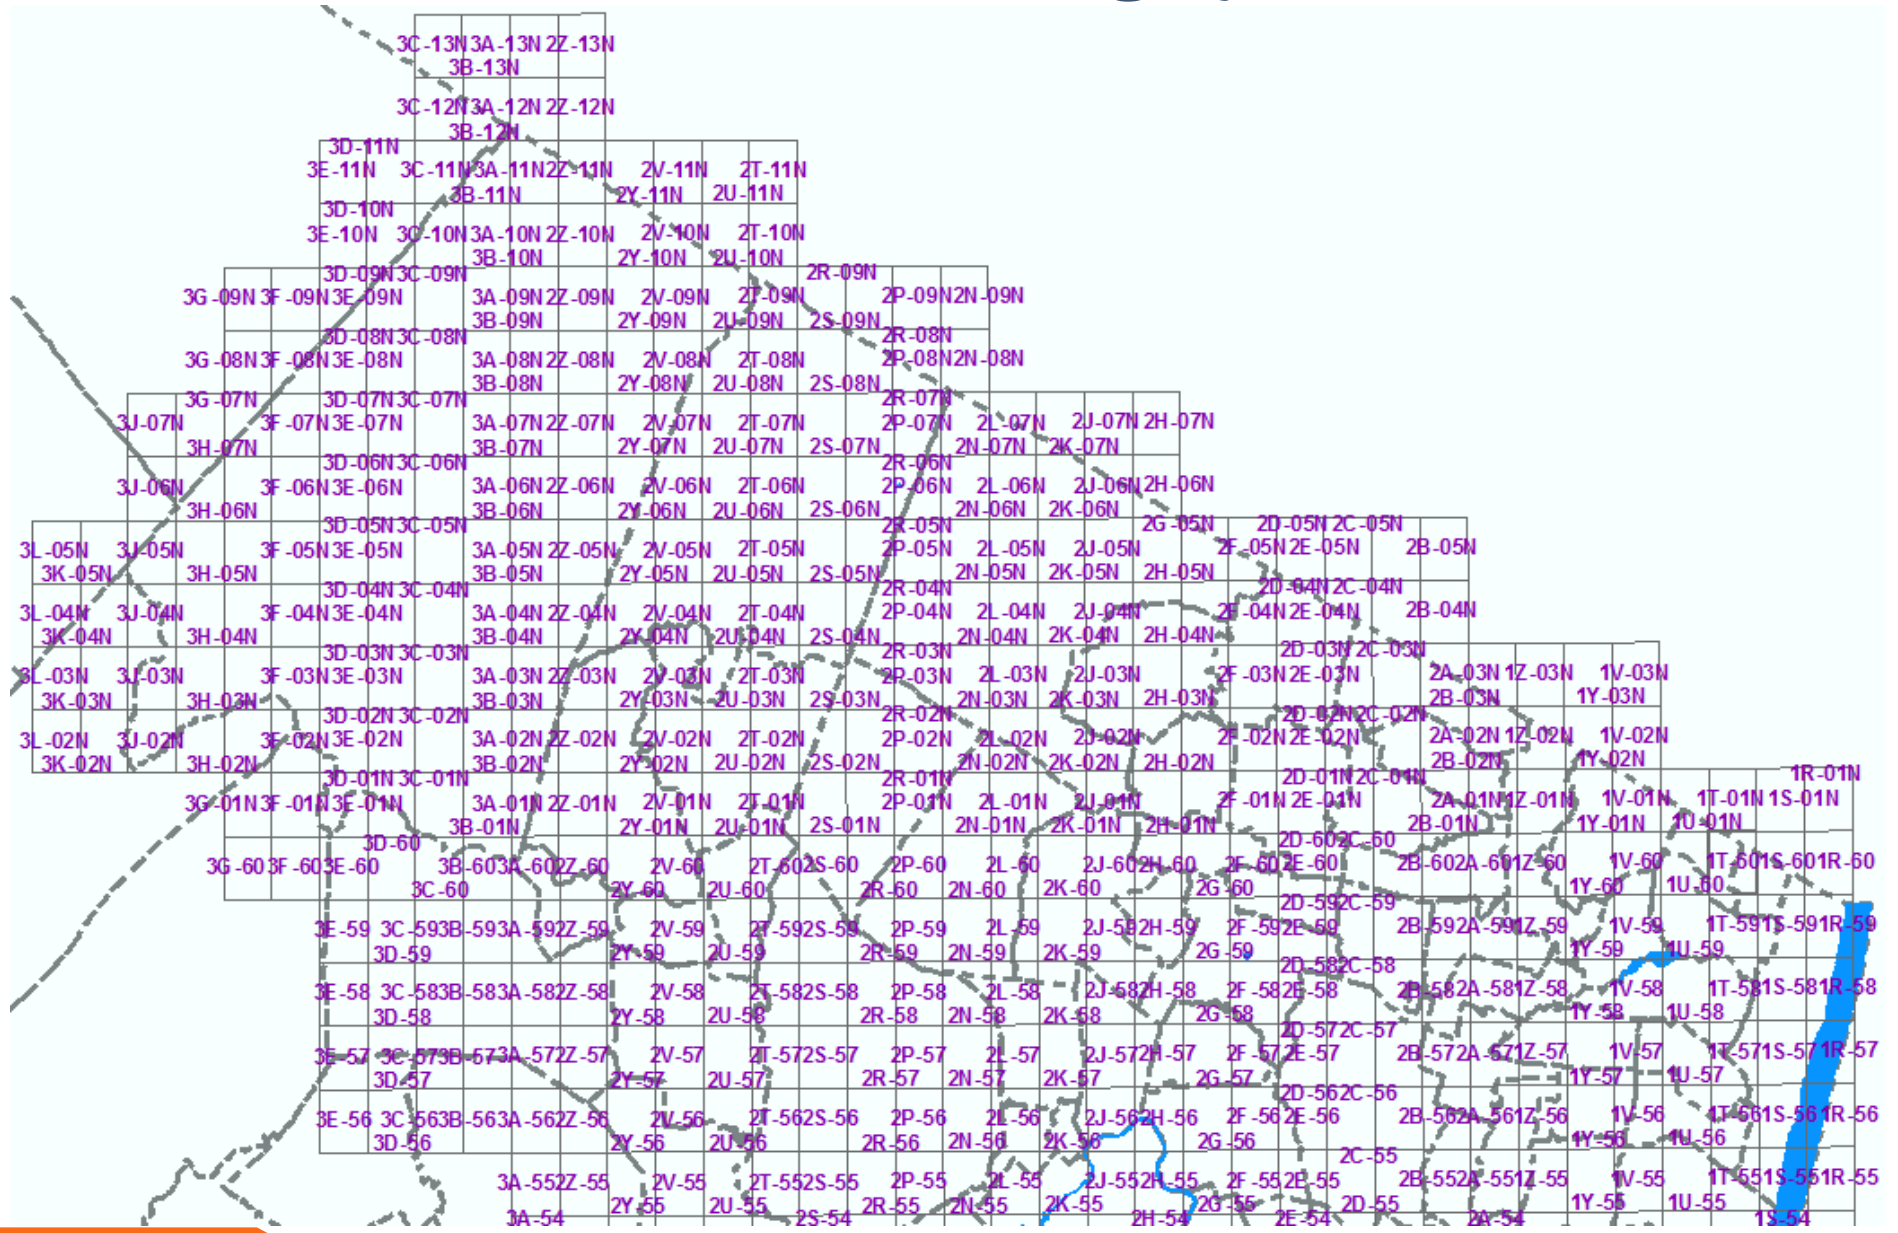 3C-13N 3A-13N 2Z-13N
3B-13N
3C-12N 3A-12N 2Z-12N
3B-12N
3D-11N
3E-11N 3C-11N 3A-11N 2Z-11N 2V-11N 2T-11N
3B-11N 2Y-11N 2U-11N
3D-10N
3E-10N 3C-10N 3A-10N 2Z-10N 2V-10N 2T-10N
3B-10N 2Y-10N 2U-10N
3D-09N 3C-09N 2R-09N
3G-09N 3F-09N 3E-09N 3A-09N 2Z-09N 2V-09N 2T-09N 2P-09N 2N-09N
3B-09N 2Y-09N 2U-09N 2S-09N
3D-08N 3C-08N 2R-08N
3G-08N 3F-08N 3E-08N 3A-08N 2Z-08N 2V-08N 2T-08N 2P-08N 2N-08N
3B-08N 2Y-08N 2U-08N 2S-08N
3G-07N 3D-07N 3C-07N 2R-07N
3J-07N 3F-07N 3E-07N 3A-07N 2Z-07N 2V-07N 2T-07N 2P-07N 2L-07N 2J-07N 2H-07N
3H-07N 3B-07N 2Y-07N 2U-07N 2S-07N 2N-07N 2K-07N
3D-06N 3C-06N 2R-06N
3J-06N 3F-06N 3E-06N 3A-06N 2Z-06N 2V-06N 2T-06N 2P-06N 2L-06N 2J-06N 2H-06N
3H-06N 3B-06N 2Y-06N 2U-06N 2S-06N 2N-06N 2K-06N
3D-05N 3C-05N 2R-05N 2G-05N 2D-05N 2C-05N
3L-05N 3J-05N 3F-05N 3E-05N 3A-05N 2Z-05N 2V-05N 2T-05N 2P-05N 2L-05N 2J-05N 2F-05N 2E-05N 2B-05N
3K-05N 3H-05N 3B-05N 2Y-05N 2U-05N 2S-05N 2N-05N 2K-05N 2H-05N
3D-04N 3C-04N 2R-04N 2D-04N 2C-04N
3L-04N 3J-04N 3F-04N 3E-04N 3A-04N 2Z-04N 2V-04N 2T-04N 2P-04N 2L-04N 2J-04N 2F-04N 2E-04N 2B-04N
3K-04N 3H-04N 3B-04N 2Y-04N 2U-04N 2S-04N 2N-04N 2K-04N 2H-04N
3D-03N 3C-03N 2R-03N 2D-03N 2C-03N
3L-03N 3J-03N 3F-03N 3E-03N 3A-03N 2Z-03N 2V-03N 2T-03N 2P-03N 2L-03N 2J-03N 2F-03N 2E-03N 2A-03N 1Z-03N 1V-03N
3K-03N 3H-03N 3B-03N 2Y-03N 2U-03N 2S-03N 2N-03N 2K-03N 2H-03N 2B-03N 1Y-03N
3D-02N 3C-02N 2R-02N 2D-02N 2C-02N
3L-02N 3J-02N 3F-02N 3E-02N 3A-02N 2Z-02N 2V-02N 2T-02N 2P-02N 2L-02N 2J-02N 2F-02N 2E-02N 2A-02N 1Z-02N 1V-02N
3K-02N 3H-02N 3B-02N 2Y-02N 2U-02N 2S-02N 2N-02N 2K-02N 2H-02N 2B-02N 1Y-02N
3D-01N 3C-01N 2R-01N 2D-01N 2C-01N 1R-01N
3G-01N 3F-01N 3E-01N 3A-01N 2Z-01N 2V-01N 2T-01N 2P-01N 2L-01N 2J-01N 2F-01N 2E-01N 2A-01N 1Z-01N 1V-01N 1T-01N 1S-01N
3B-01N 2Y-01N 2U-01N 2S-01N 2N-01N 2K-01N 2H-01N 2B-01N 1Y-01N 1U-01N
3D-60 2D-60 2C-60
3G-60 3F-60 3E-60 3B-60 3A-60 2Z-60 2V-60 2T-60 2S-60 2P-60 2L-60 2J-60 2H-60 2F-60 2E-60 2B-60 2A-60 1Z-60 1V-60 1T-60 1S-60 1R-60
3C-60 2Y-60 2U-60 2R-60 2N-60 2K-60 2G-60 1Y-60 1U-60
2D-59 2C-59
3E-59 3C-59 3B-59 3A-59 2Z-59 2V-59 2T-59 2S-59 2P-59 2L-59 2J-59 2H-59 2F-59 2E-59 2B-59 2A-59 1Z-59 1V-59 1T-59 1S-59 1R-59
3D-59 2Y-59 2U-59 2R-59 2N-59 2K-59 2G-59 1Y-59 1U-59
2D-58 2C-58
3E-58 3C-58 3B-58 3A-58 2Z-58 2V-58 2T-58 2S-58 2P-58 2L-58 2J-58 2H-58 2F-58 2E-58 2B-58 2A-58 1Z-58 1V-58 1T-58 1S-58 1R-58
3D-58 2Y-58 2U-58 2R-58 2N-58 2K-58 2G-58 1Y-58 1U-58
2D-57 2C-57
3E-57 3C-57 3B-57 3A-57 2Z-57 2V-57 2T-57 2S-57 2P-57 2L-57 2J-57 2H-57 2F-57 2E-57 2B-57 2A-57 1Z-57 1V-57 1T-57 1S-57 1R-57
3D-57 2Y-57 2U-57 2R-57 2N-57 2K-57 2G-57 1Y-57 1U-57
2D-56 2C-56
3E-56 3C-56 3B-56 3A-56 2Z-56 2V-56 2T-56 2S-56 2P-56 2L-56 2J-56 2H-56 2F-56 2E-56 2B-56 2A-56 1Z-56 1V-56 1T-56 1S-56 1R-56
3D-56 2Y-56 2U-56 2R-56 2N-56 2K-56 2G-56 1Y-56 1U-56
2C-55
3A-55 2Z-55 2V-55 2T-55 2S-55 2P-55 2L-55 2J-55 2H-55 2F-55 2E-55 2B-55 2A-55 1Z-55 1V-55 1T-55 1S-55 1R-55
2Y-55 2U-55 2R-55 2N-55 2K-55 2G-55 2D-55 1Y-55 1U-55
3A-54 2S-54 2H-54 2E-54 2A-54 1S-54